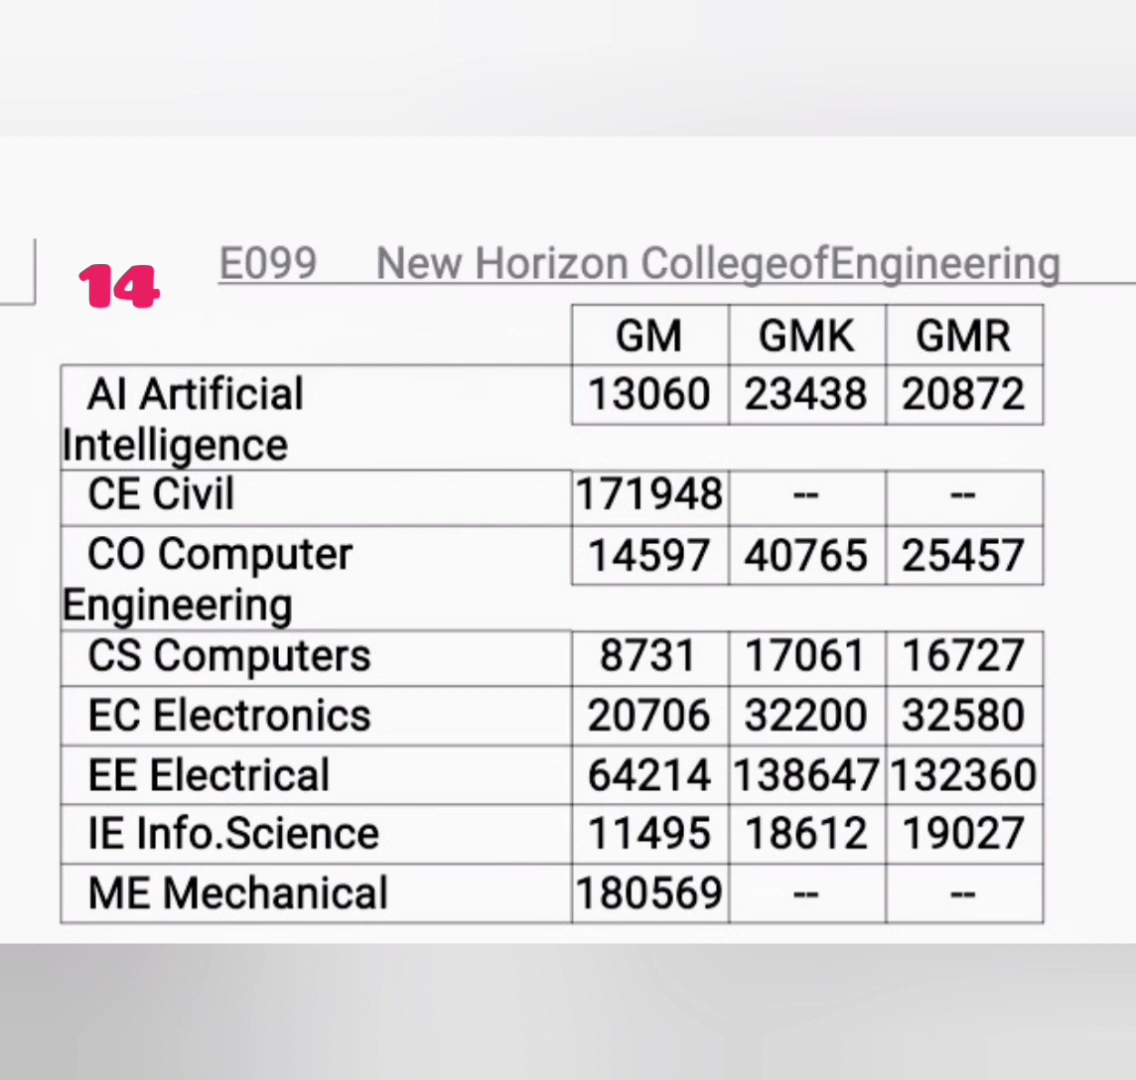 14 E099 New Horizon CollegeofEngineering
GM GMK GMR
AI Artificial 13060 23438 20872
Intelligence
CE Civil 171948 -- --
CO Computer 14597 40765 25457
Engineering
CS Computers 8731 17061 16727
EC Electronics 20706 32200 32580
EE Electrical 64214 138647 132360
IE Info.Science 11495 18612 19027
ME Mechanical 180569 -- --